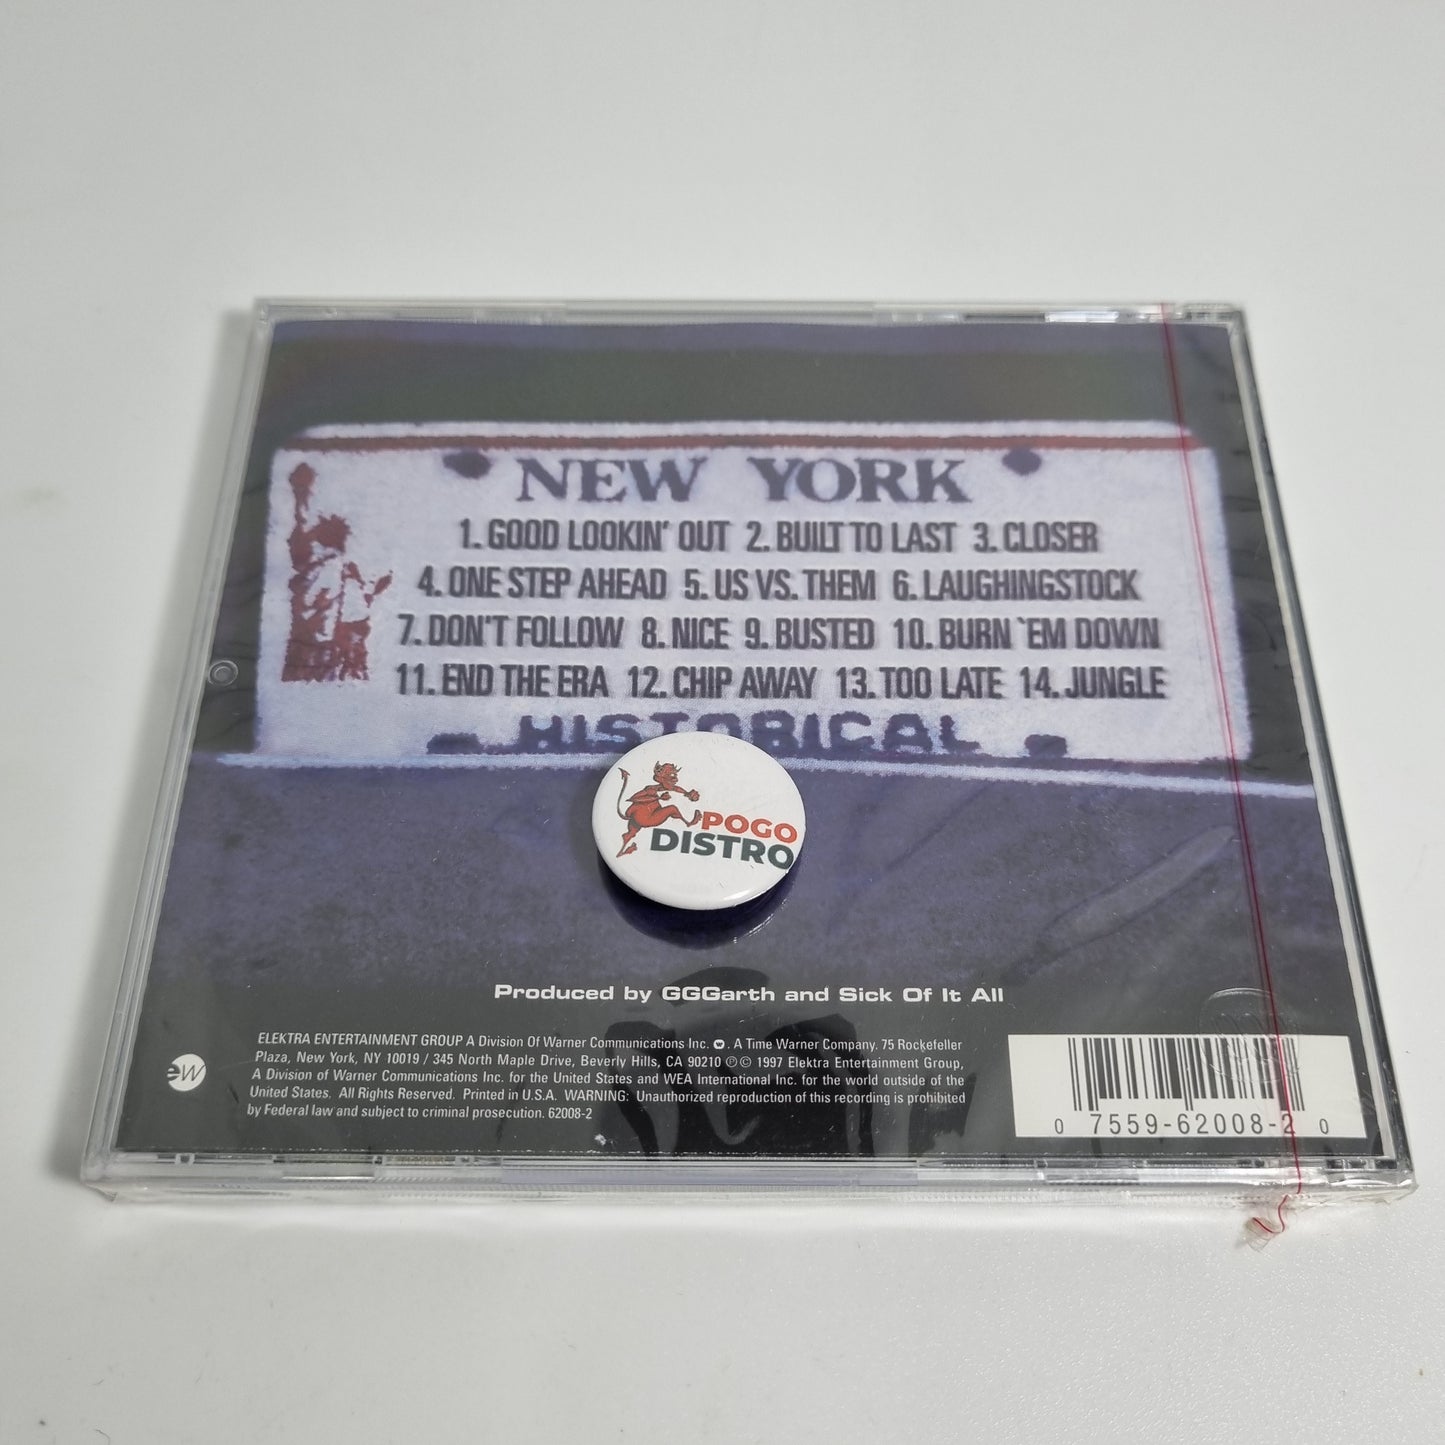 NEW YORK
1. GOOD LOOKIN' OUT 2. BUILT TO LAST 3. CLOSER
4. ONE STEP AHEAD 5. US VS. THEM 6. LAUGHINGSTOCK
7. DON'T FOLLOW 8. NICE 9. BUSTED 10. BURN `EM DOWN
11. END THE ERA 12. CHIP AWAY 13. TOO LATE 14. JUNGLE
HISTORICAL
POGO
DISTRO
Produced by GGGarth and Sick Of It All
ew
ELEKTRA ENTERTAINMENT GROUP A Division Of Warner Communications Inc. . A Time Warner Company. 75 Rockefeller
Plaza, New York, NY 10019 / 345 North Maple Drive, Beverly Hills, CA 90210 ℗© 1997 Elektra Entertainment Group,
A Division of Warner Communications Inc. for the United States and WEA International Inc. for the world outside of the
United States. All Rights Reserved. Printed in U.S.A. WARNING: Unauthorized reproduction of this recording is prohibited
by Federal law and subject to criminal prosecution. 62008-2
0 7559-62008-2 0